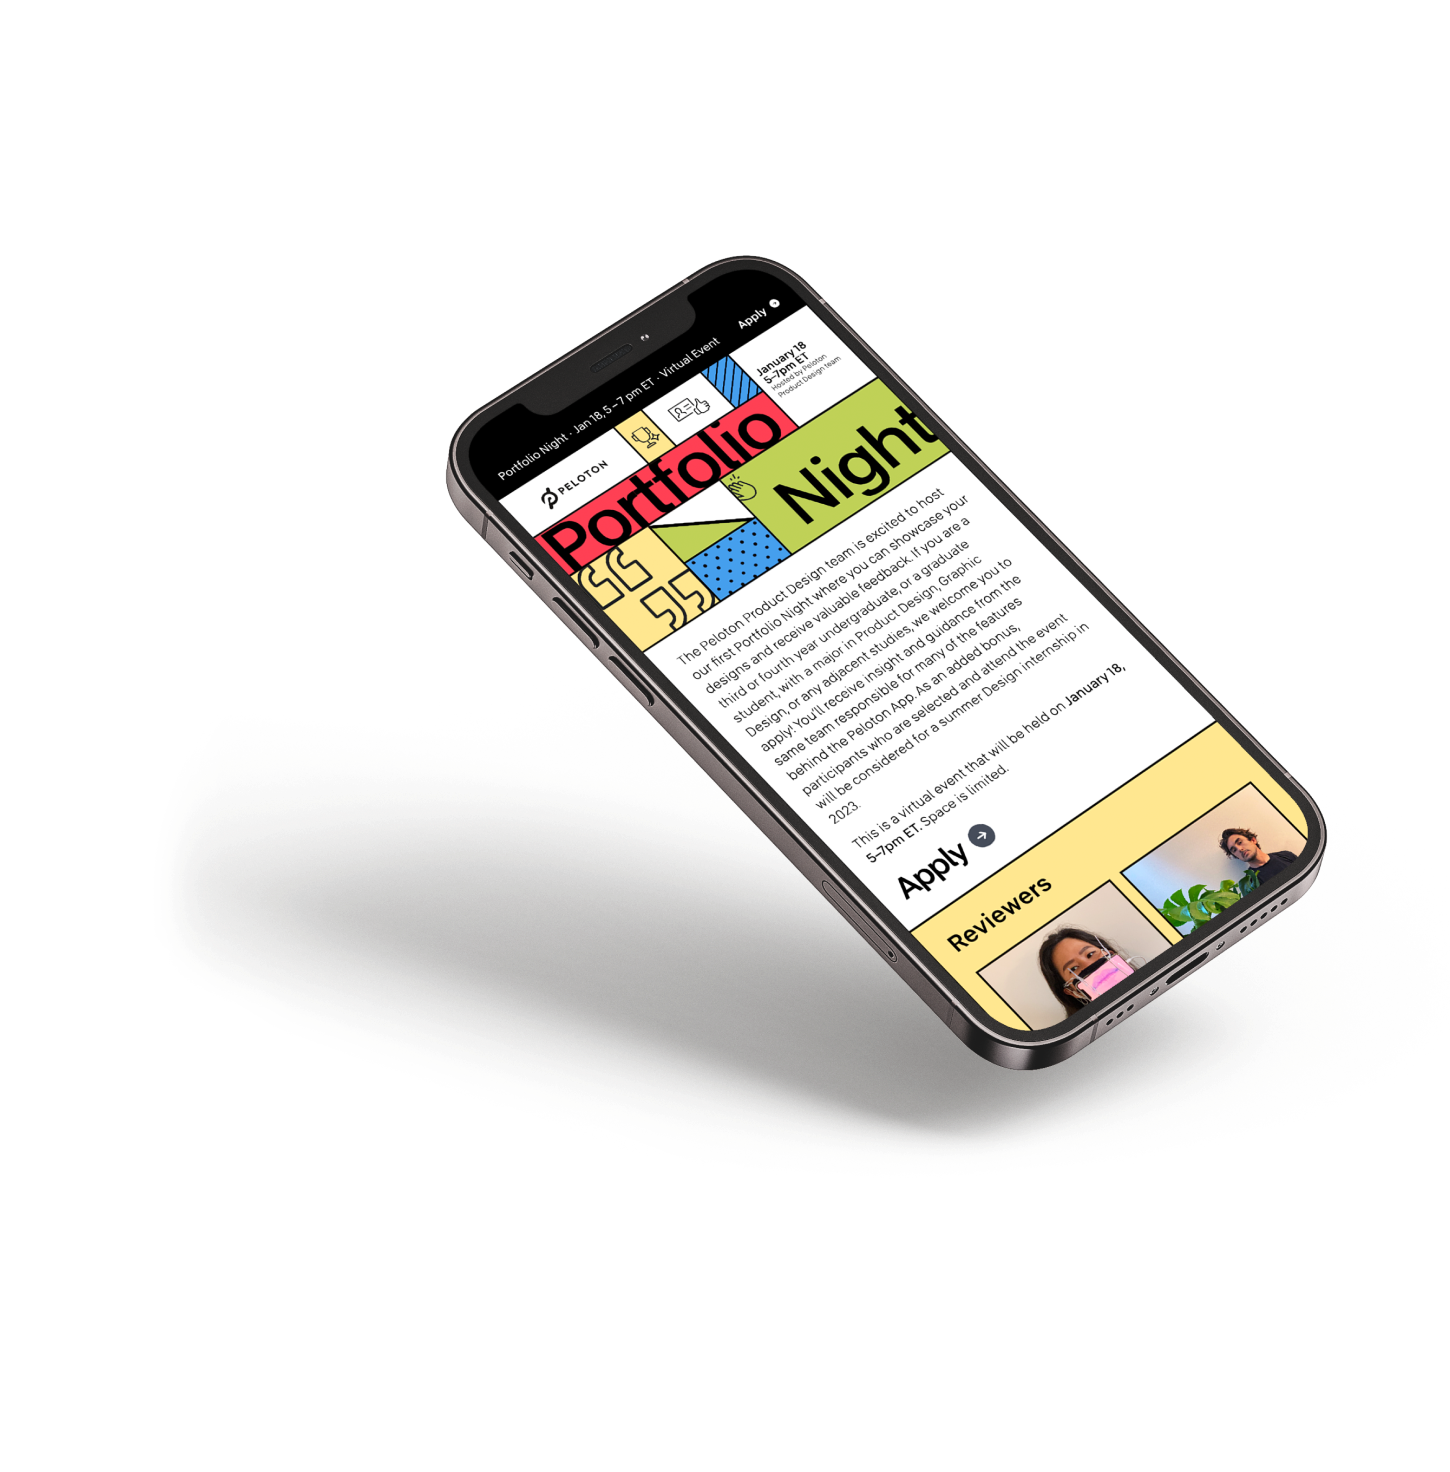 Portfolio Night · Jan 18, 5 – 7 pm ET · Virtual Event
Apply
PELOTON
January 18
5–7pm ET
Hosted by Peloton
Product Design team
Portfolio
Night
The Peloton Product Design team is excited to host
our first Portfolio Night where you can showcase your
designs and receive valuable feedback. If you are a
third or fourth year undergraduate, or a graduate
student, with a major in Product Design, Graphic
Design, or any adjacent studies, we welcome you to
apply! You'll receive insight and guidance from the
same team responsible for many of the features
behind the Peloton App. As an added bonus,
participants who are selected and attend the event
will be considered for a summer Design internship in
2023.
This is a virtual event that will be held on January 18,
5–7pm ET. Space is limited.
Apply
Reviewers